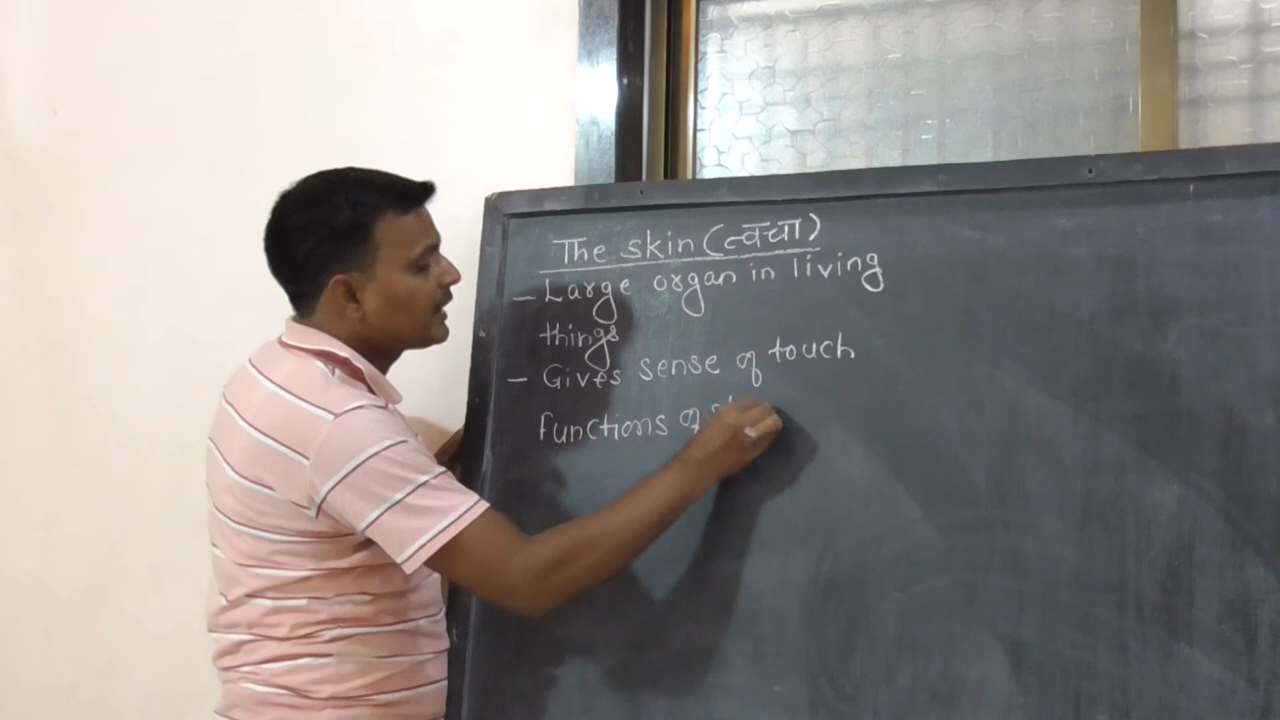 The skin (त्वचा)
- Large organ in living
things
- Gives sense of touch
Functions of